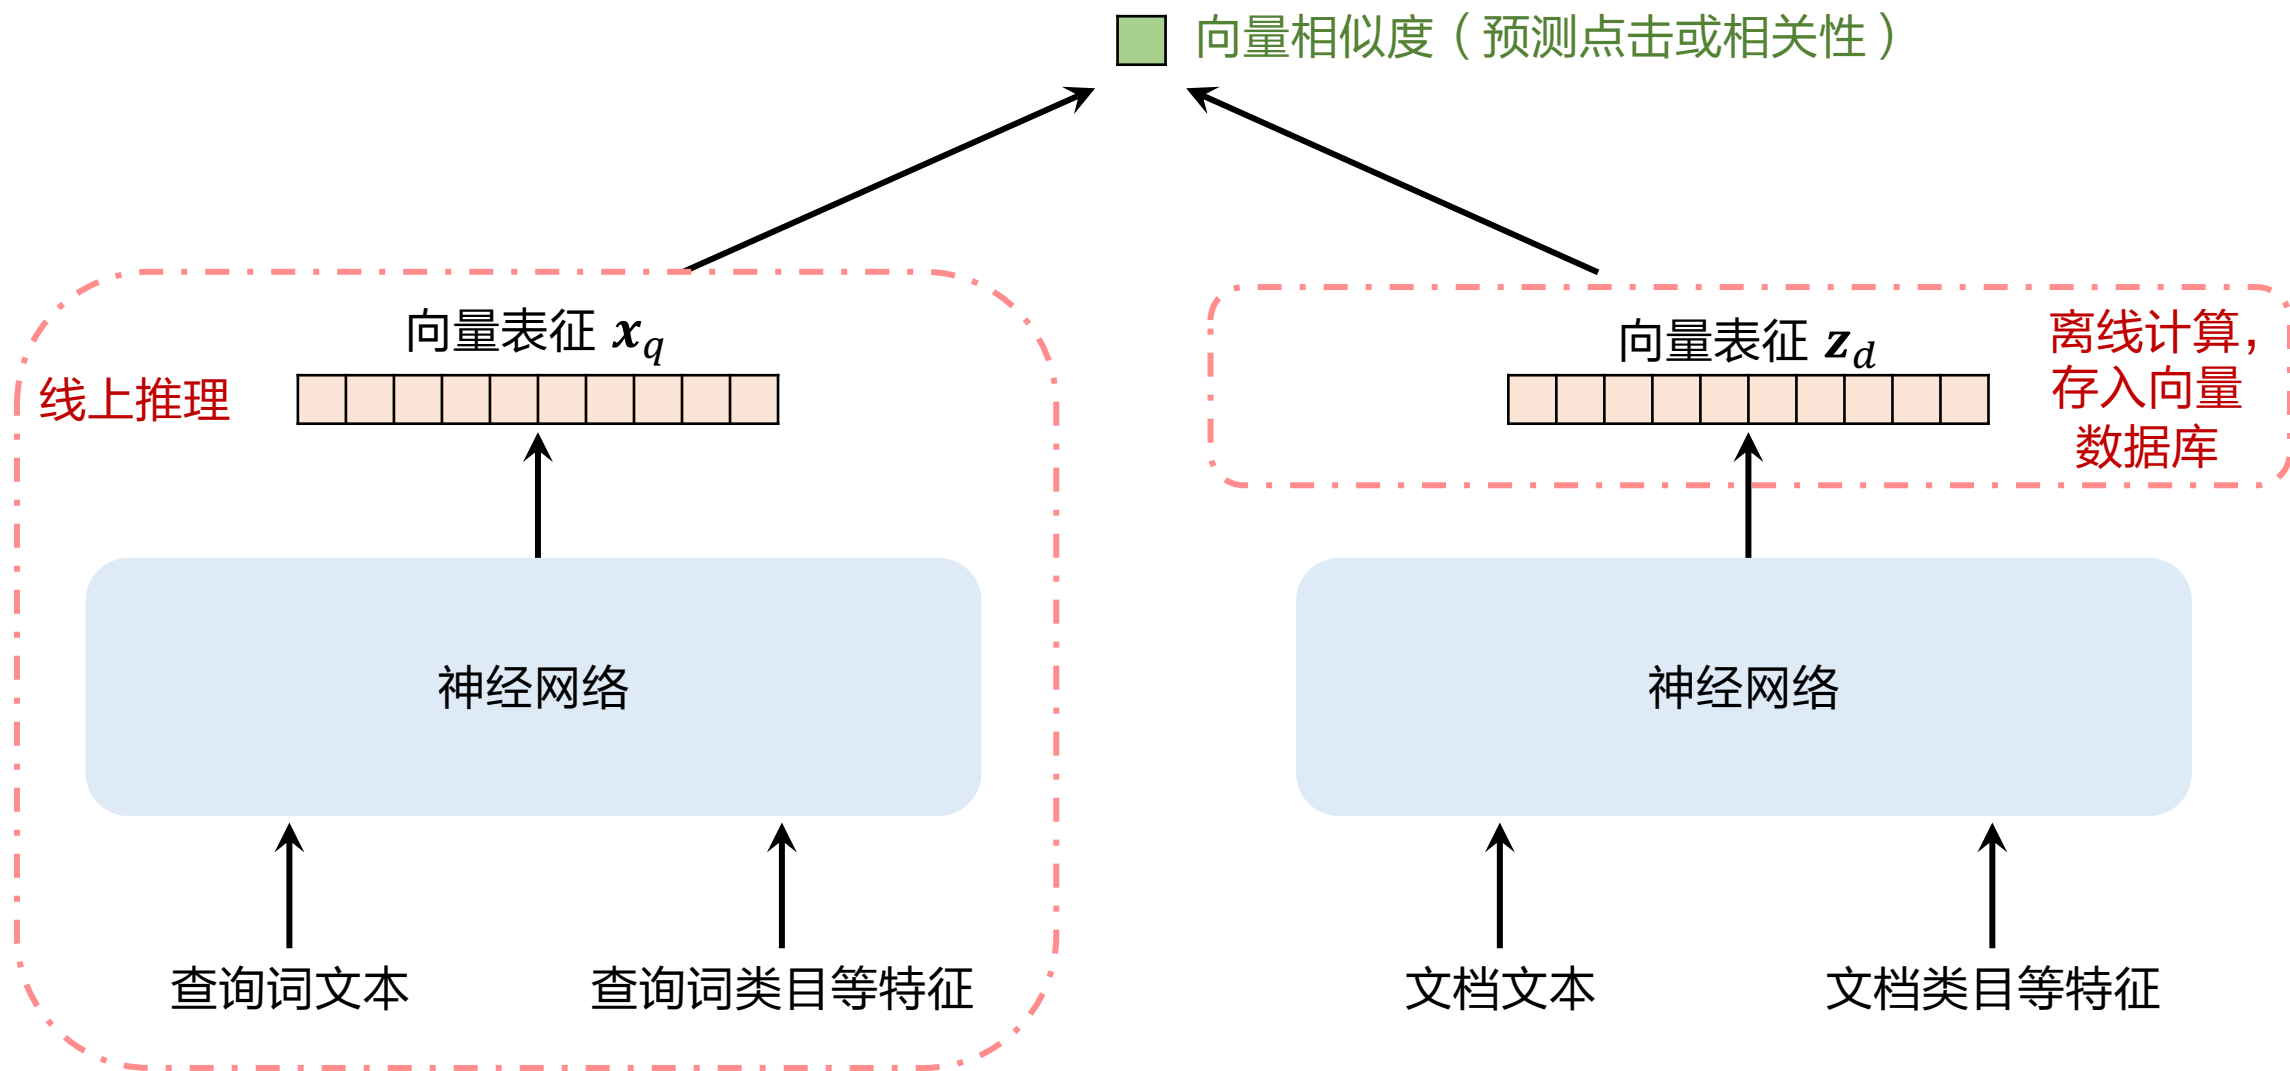 向量相似度（预测点击或相关性）
向量表征 x_q
线上推理
神经网络
查询词文本
查询词类目等特征
向量表征 z_d
离线计算，
存入向量
数据库
神经网络
文档文本
文档类目等特征